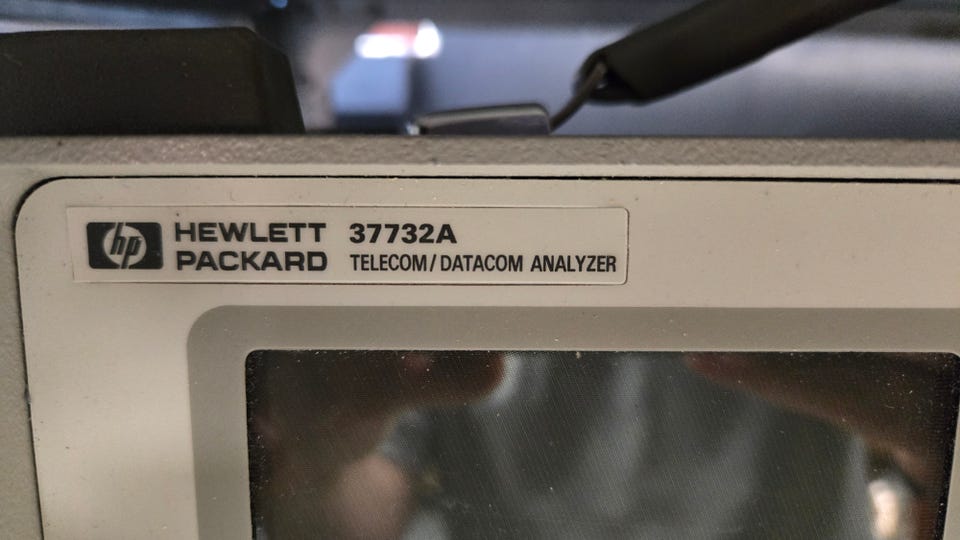 hp HEWLETT PACKARD
37732A
TELECOM/DATACOM ANALYZER